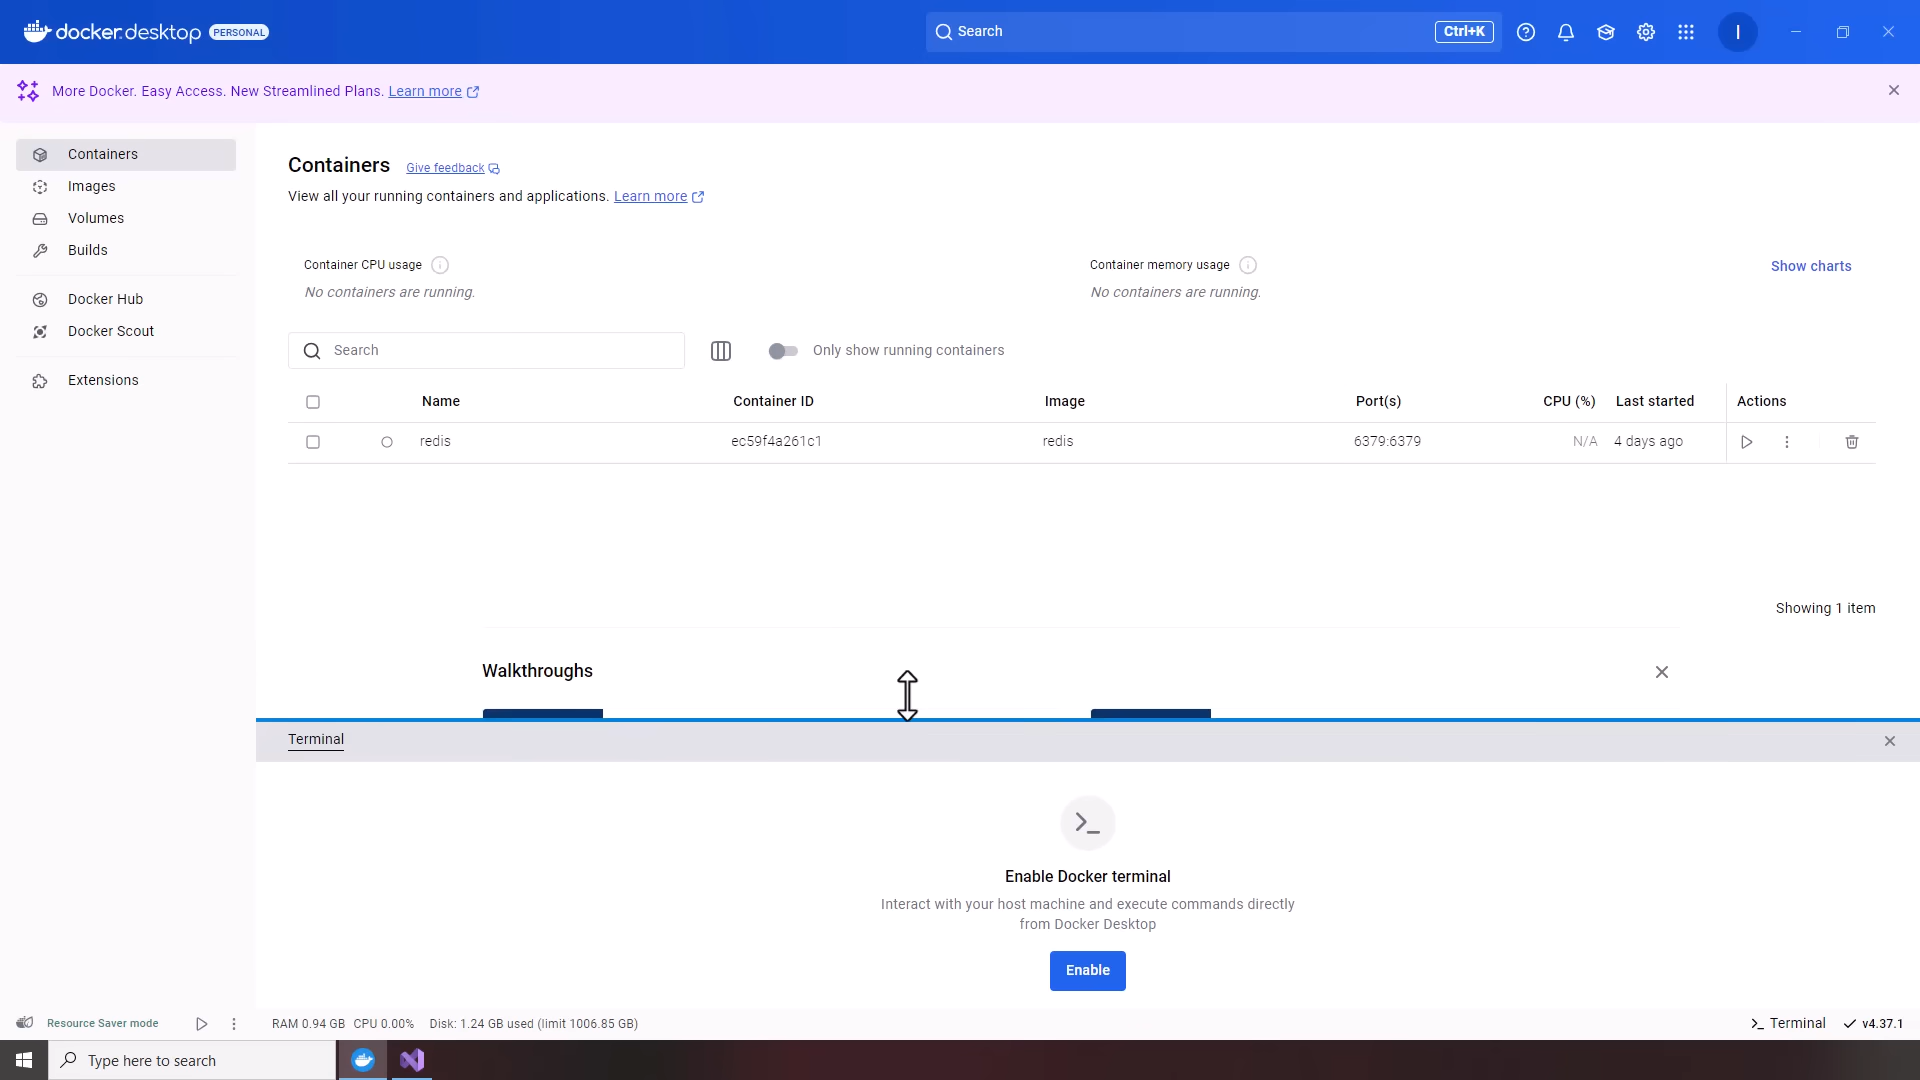 docker desktop PERSONAL
Search Ctrl+K
I
More Docker. Easy Access. New Streamlined Plans. Learn more
Containers
Images
Volumes
Builds
Docker Hub
Docker Scout
Extensions
Containers Give feedback
View all your running containers and applications. Learn more
Container CPU usage
No containers are running.
Container memory usage
No containers are running.
Show charts
Search
Only show running containers
Name Container ID Image Port(s) CPU (%) Last started Actions
redis ec59f4a261c1 redis 6379:6379 N/A 4 days ago
Showing 1 item
Walkthroughs
Terminal
Enable Docker terminal
Interact with your host machine and execute commands directly
from Docker Desktop
Enable
Resource Saver mode
RAM 0.94 GB CPU 0.00% Disk: 1.24 GB used (limit 1006.85 GB)
Terminal v4.37.1
Type here to search